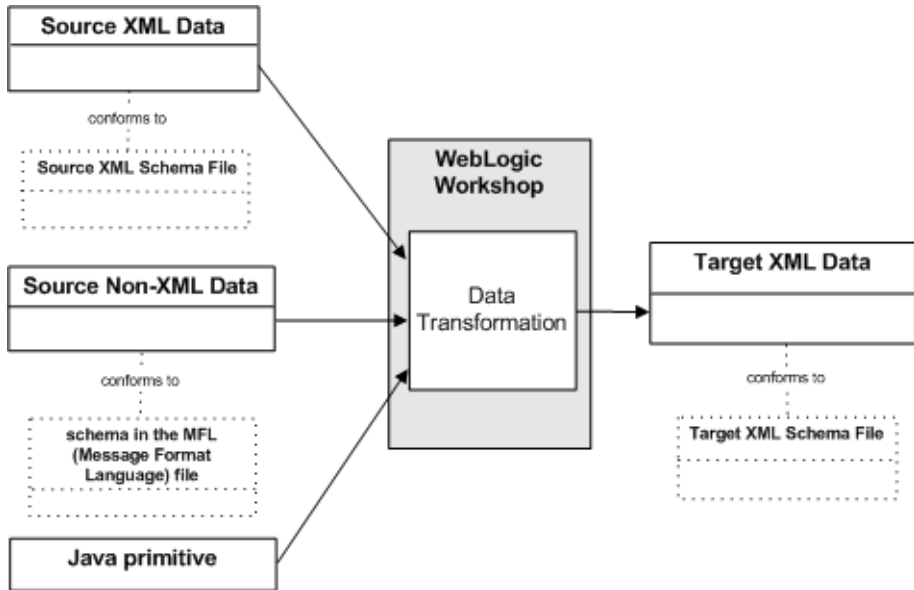 Source XML Data
conforms to
Source XML Schema File
Source Non-XML Data
conforms to
schema in the MFL
(Message Format
Language) file
Java primitive
WebLogic
Workshop
Data
Transformation
Target XML Data
conforms to
Target XML Schema File